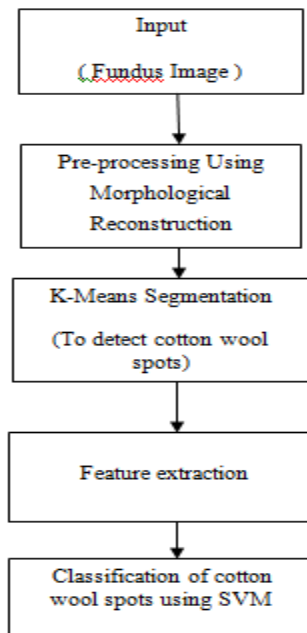 Input
( Fundus Image )
Pre-processing Using
Morphological
Reconstruction
K-Means Segmentation
(To detect cotton wool
spots)
Feature extraction
Classification of cotton
wool spots using SVM